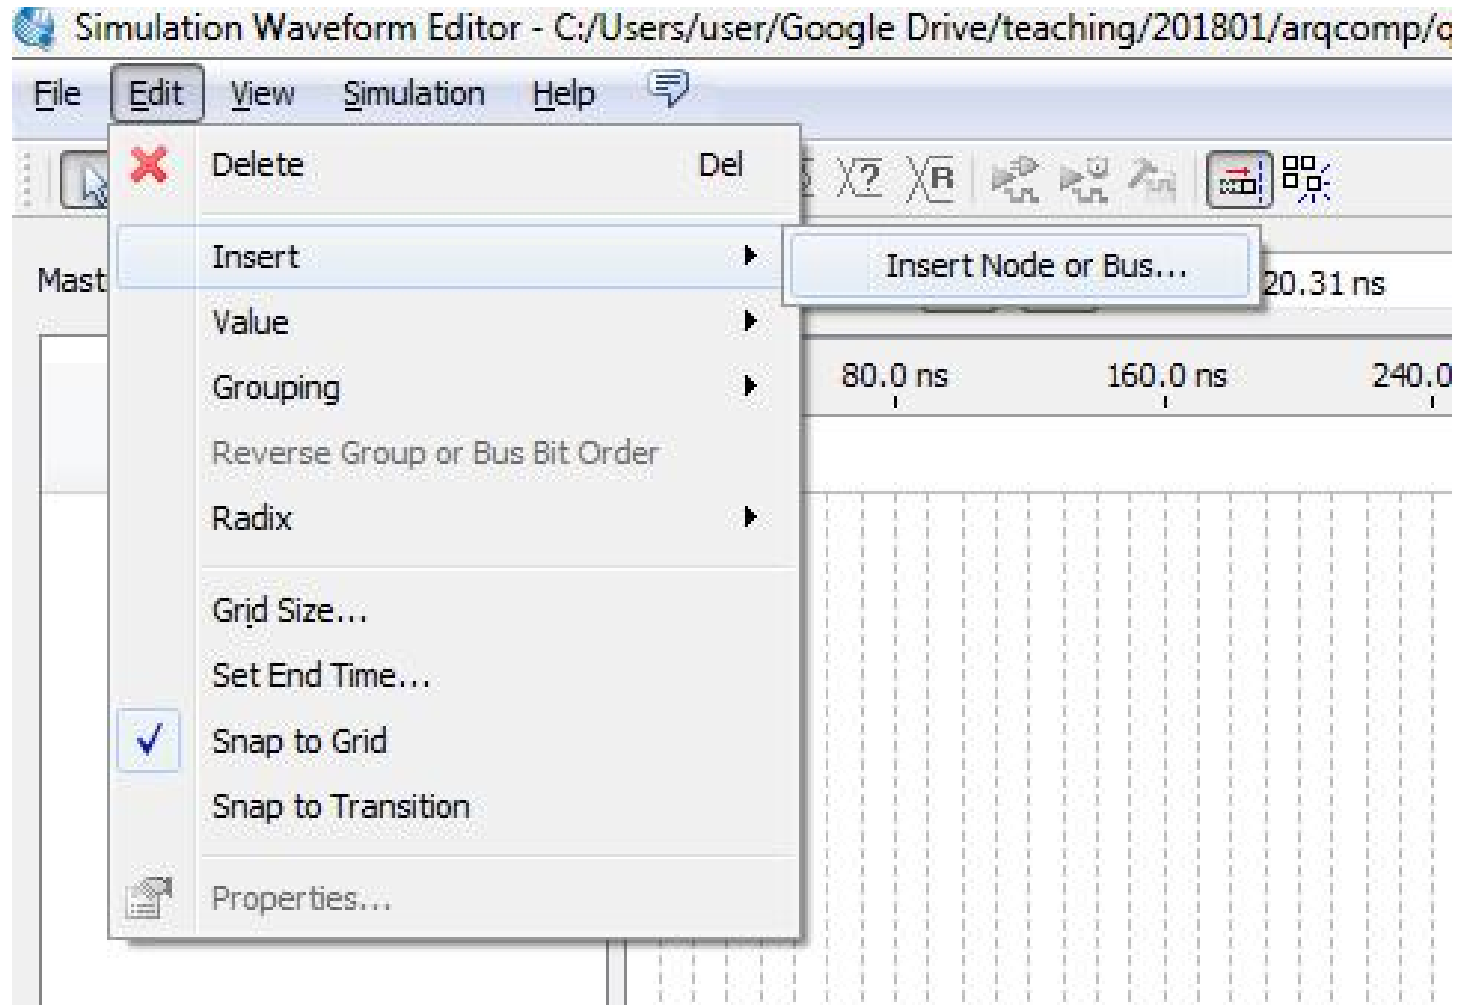 Simulation Waveform Editor - C:/Users/user/Google Drive/teaching/201801/arqcomp/q
File Edit View Simulation Help
Delete Del
Insert
Insert Node or Bus...
Mast
20.31 ns
Value
80.0 ns 160.0 ns 240.0
Grouping
Reverse Group or Bus Bit Order
Radix
Grid Size...
Set End Time...
Snap to Grid
Snap to Transition
Properties...